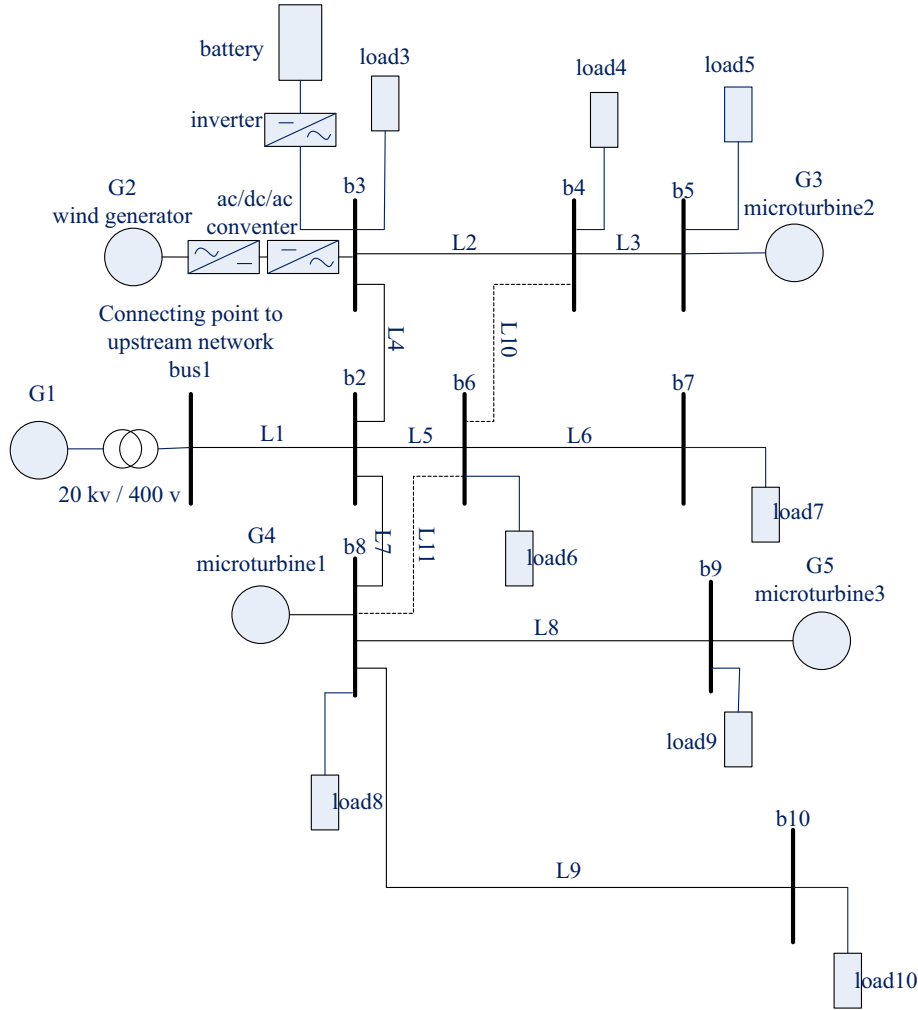 battery
load3
load4
load5
inverter
G2
wind generator
ac/dc/ac
conventer
b3
b4
b5
G3
microturbine2
L2
L3
Connecting point to
upstream network
bus1
L4
L10
G1
b2
b6
b7
L1
L5
L6
20 kv / 400 v
load7
G4
microturbine1
b8
L7
L11
load6
b9
G5
microturbine3
L8
load9
load8
b10
L9
load10